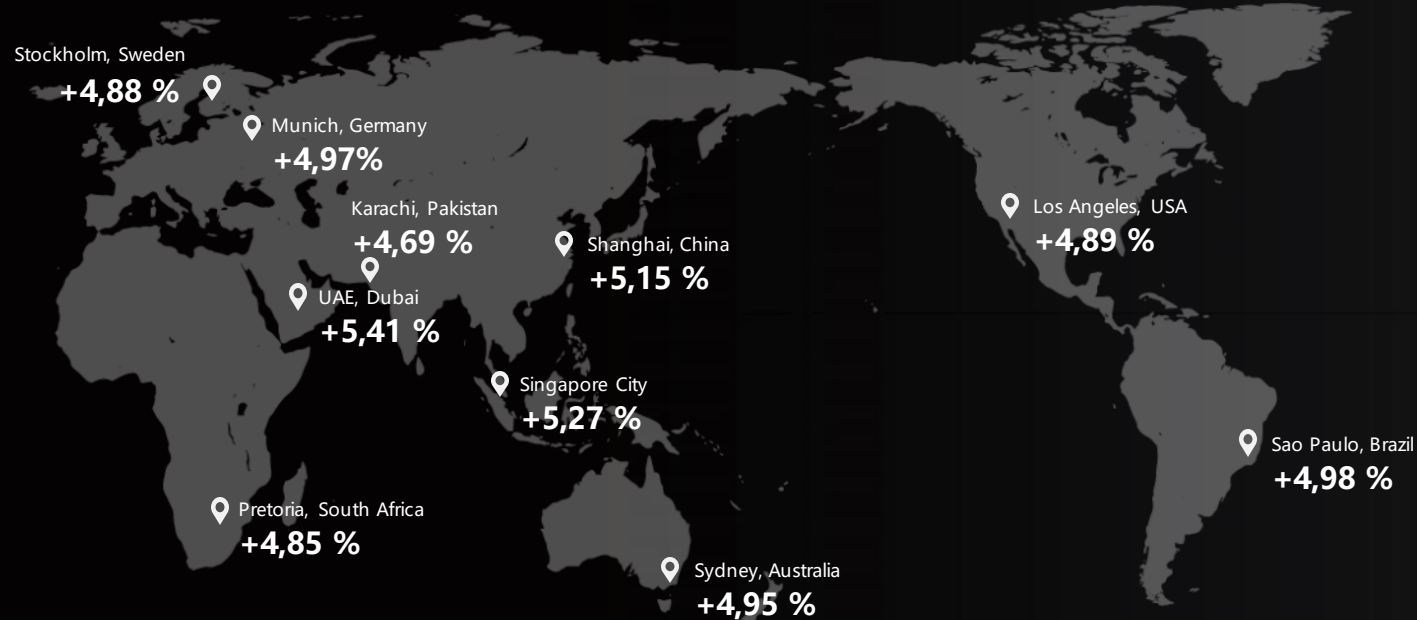 Stockholm, Sweden
+4,88 %
Munich, Germany
+4,97%
Karachi, Pakistan
+4,69 %
Shanghai, China
+5,15 %
UAE, Dubai
+5,41 %
Los Angeles, USA
+4,89 %
Singapore City
+5,27 %
Sao Paulo, Brazil
+4,98 %
Pretoria, South Africa
+4,85 %
Sydney, Australia
+4,95 %